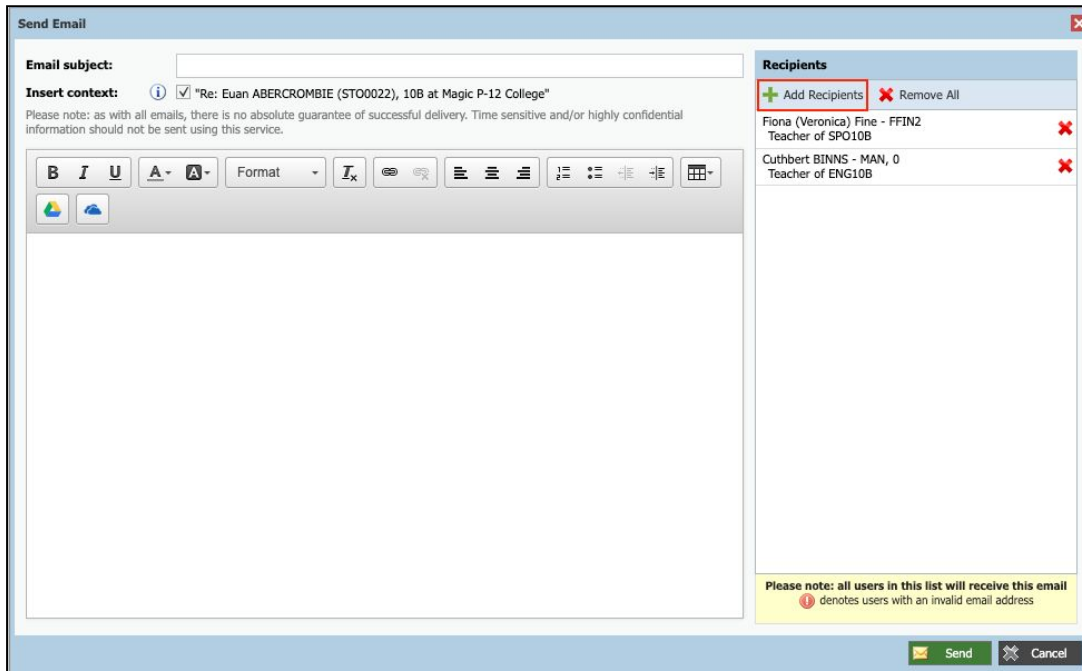 Send Email
Email subject:
Insert context: "Re: Euan ABERCROMBIE (STO0022), 10B at Magic P-12 College"
Please note: as with all emails, there is no absolute guarantee of successful delivery. Time sensitive and/or highly confidential
information should not be sent using this service.
B I U A A Format Ix
Recipients
Add Recipients Remove All
Fiona (Veronica) Fine - FFIN2
Teacher of SPO10B
Cuthbert BINNS - MAN, 0
Teacher of ENG10B
Please note: all users in this list will receive this email
denotes users with an invalid email address
Send Cancel